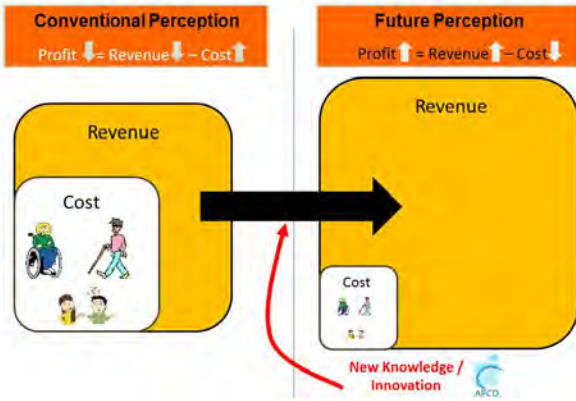 Conventional Perception
Profit ⬇ = Revenue ⬇ – Cost ⬆
Revenue
Cost
Future Perception
Profit ⬆ = Revenue ⬆ – Cost ⬇
Revenue
Cost
New Knowledge /
Innovation
APCD